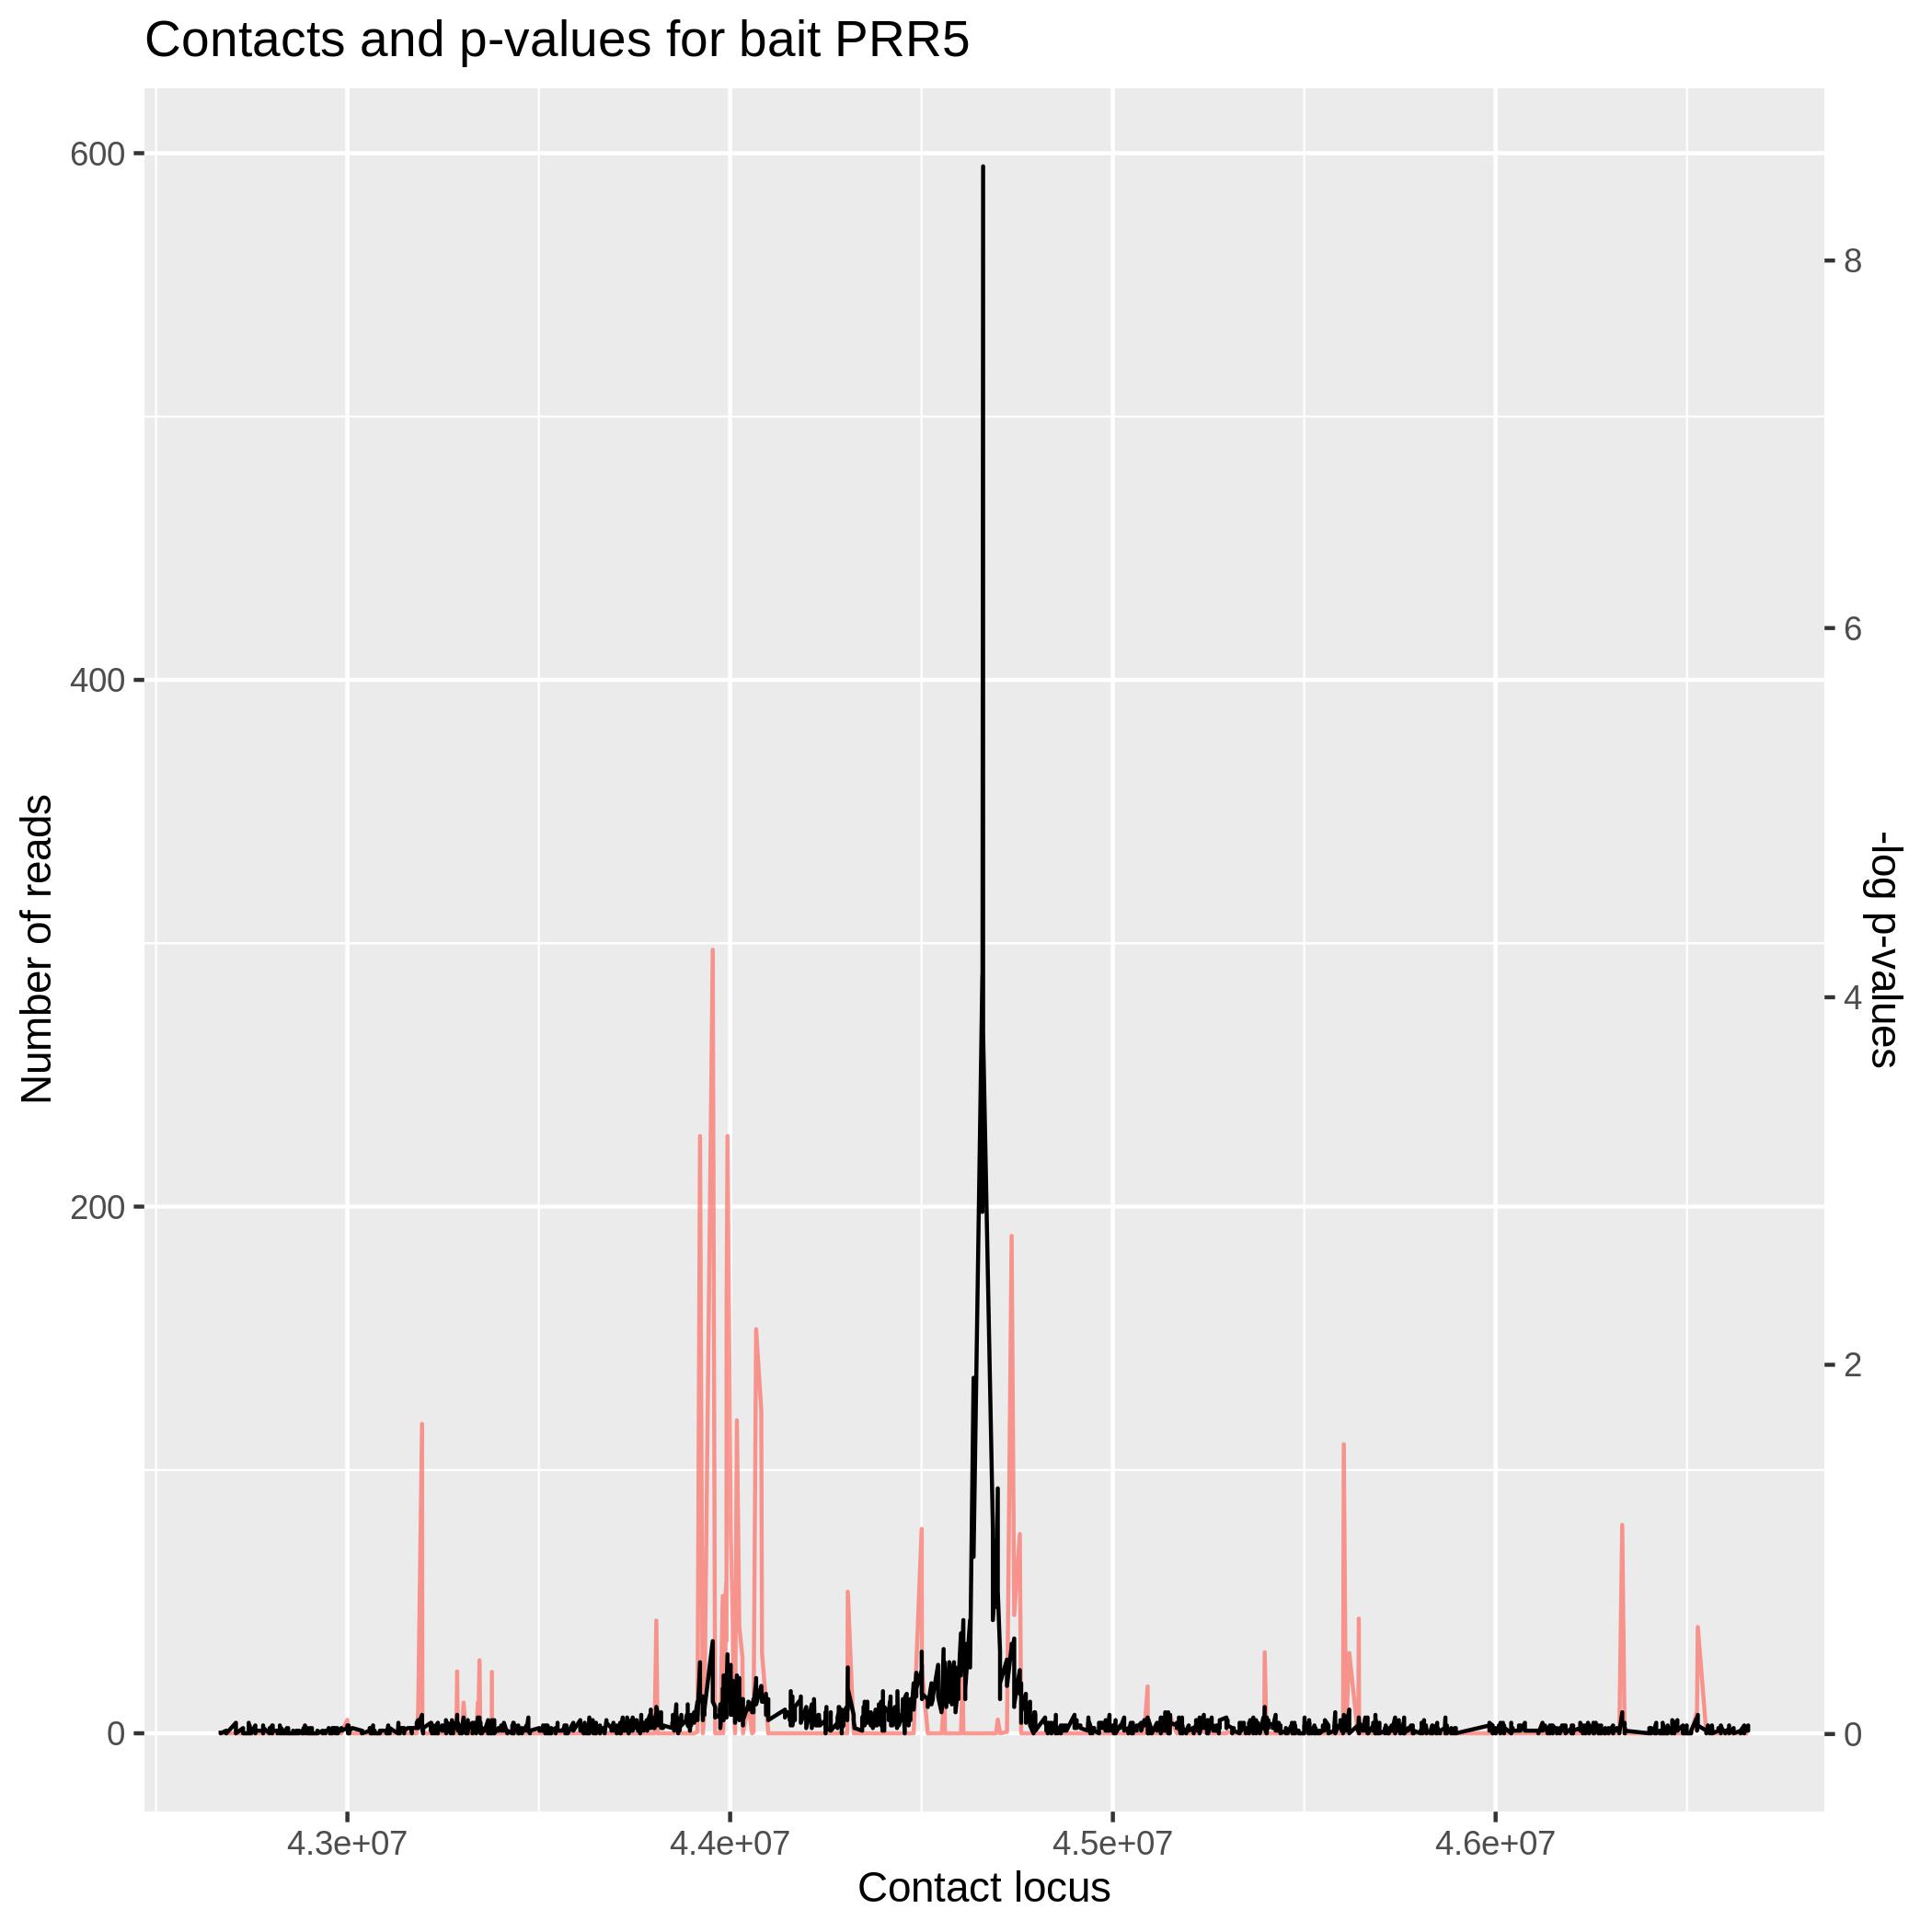 Contacts and p-values for bait PRR5
600
400
200
0
8
6
4
2
0
Number of reads
-log p-values
4.3e+07 4.4e+07 4.5e+07 4.6e+07
Contact locus